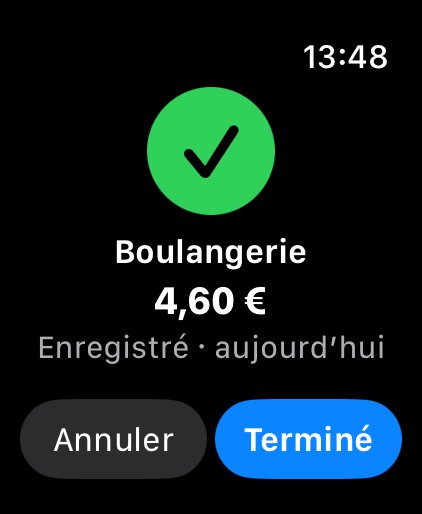 13:48
Boulangerie
4,60 €
Enregistré · aujourd’hui
Annuler
Terminé